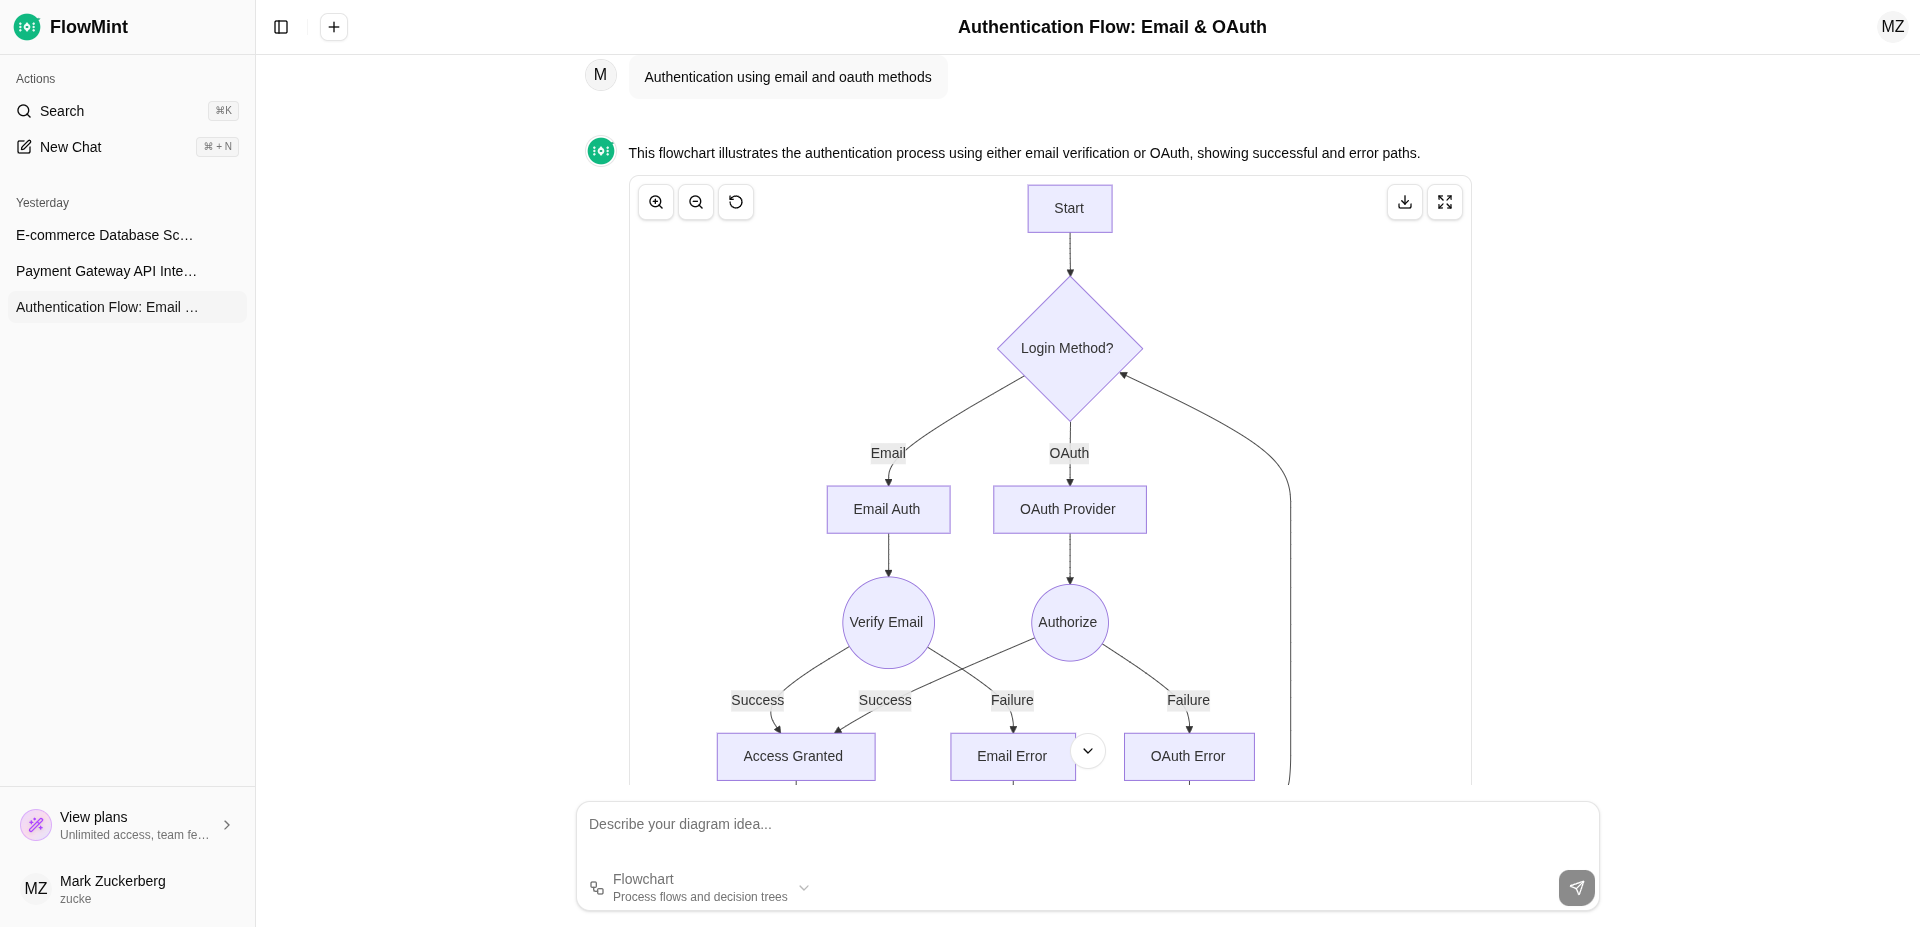 FlowMint
Actions
Search
⌘K
New Chat
⌘ + N
Yesterday
E-commerce Database Sc…
Payment Gateway API Inte…
Authentication Flow: Email …
View plans
Unlimited access, team fe…
MZ
Mark Zuckerberg
zucke
Authentication Flow: Email & OAuth
MZ
M
Authentication using email and oauth methods
This flowchart illustrates the authentication process using either email verification or OAuth, showing successful and error paths.
Start
Login Method?
Email
OAuth
Email Auth
OAuth Provider
Verify Email
Authorize
Success
Success
Failure
Failure
Access Granted
Email Error
OAuth Error
Describe your diagram idea...
Flowchart
Process flows and decision trees